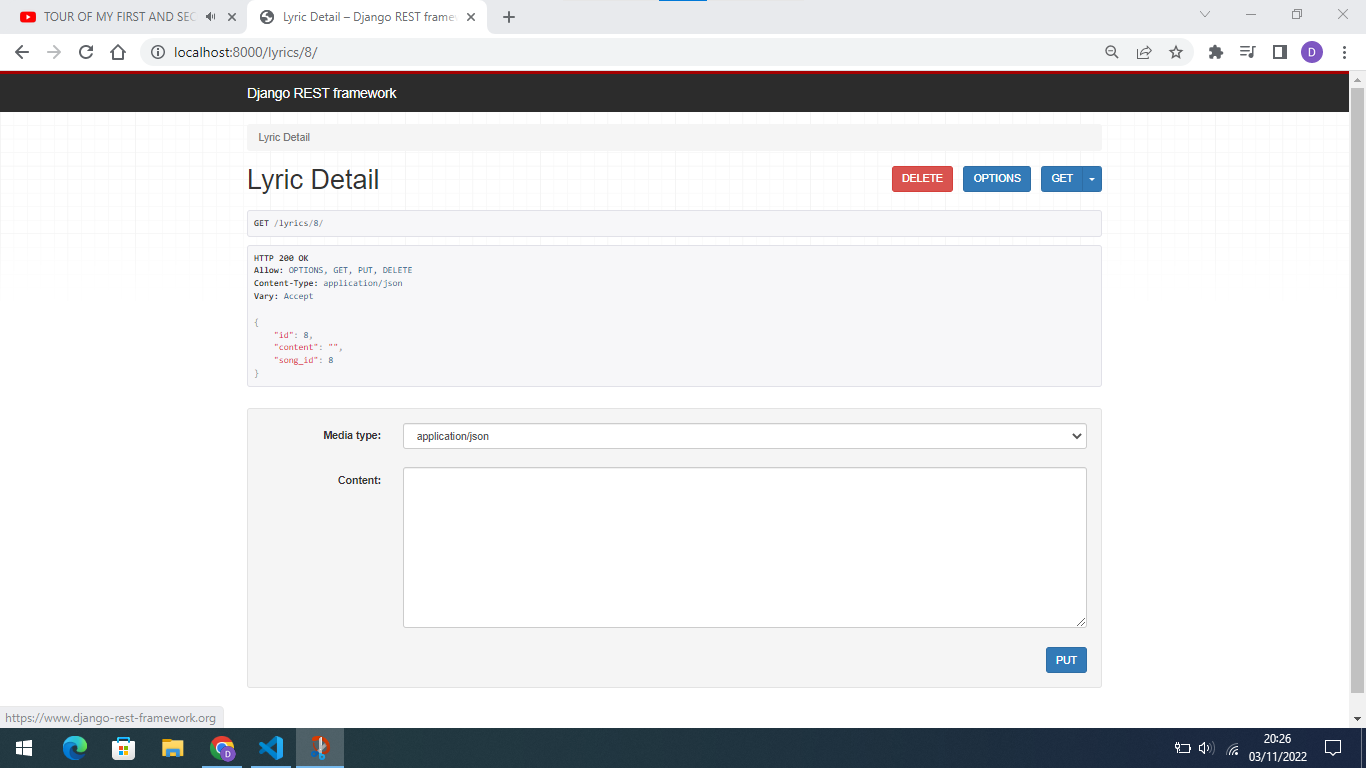 TOUR OF MY FIRST AND SEC
Lyric Detail – Django REST frame
localhost:8000/lyrics/8/
D
Django REST framework
Lyric Detail
Lyric Detail
DELETE
OPTIONS
GET
GET /lyrics/8/
HTTP 200 OK
Allow: OPTIONS, GET, PUT, DELETE
Content-Type: application/json
Vary: Accept
{
"id": 8,
"content": "",
"song_id": 8
}
Media type:
application/json
Content:
PUT
https://www.django-rest-framework.org
D
20:26
03/11/2022